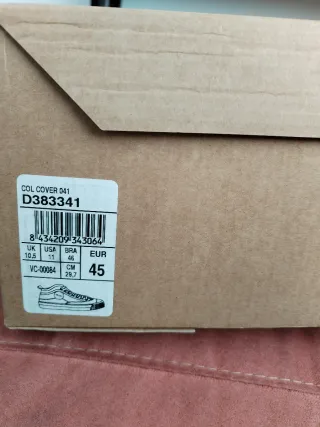 COL COVER 041
D383341
8 434209 343064
UK USA BRA EUR
10,5 11 46 45
VC-00084 CM
29,7